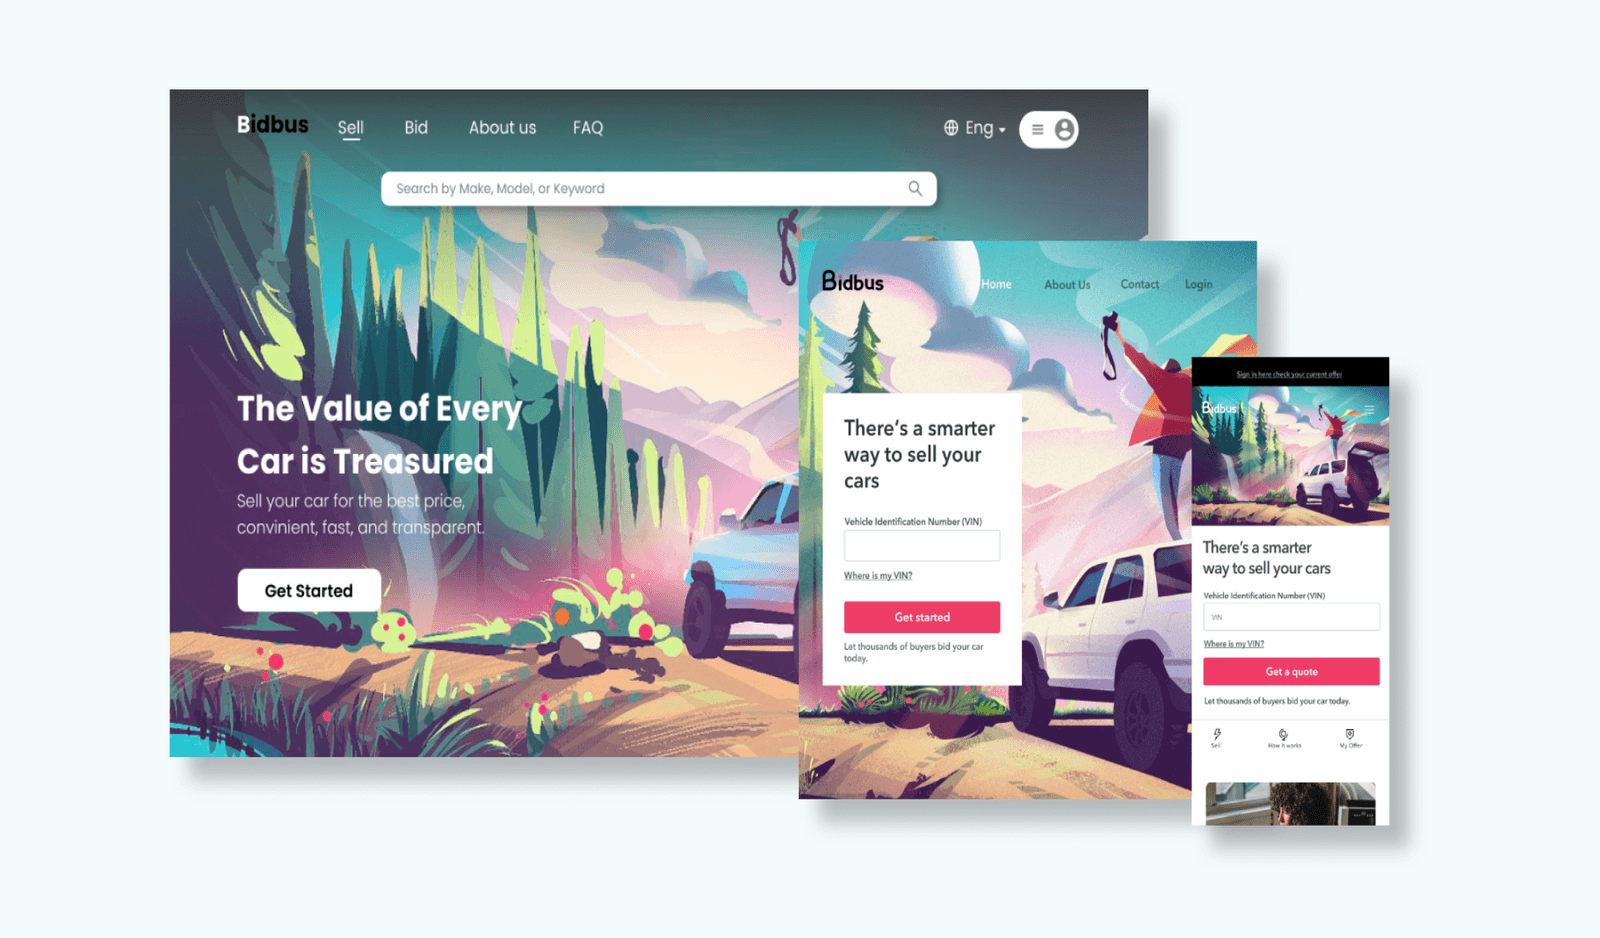 Bidbus
Sell
Bid
About us
FAQ
Eng
Search by Make, Model, or Keyword
The Value of Every
Car is Treasured
Sell your car for the best price,
convinient, fast, and transparent.
Get Started
Bidbus
Home
About Us
Contact
Login
There's a smarter
way to sell your
cars
Vehicle Identification Number (VIN)
Where is my VIN?
Get started
Let thousands of buyers bid your car
today.
Sign in here check your current offer
Bidbus
There's a smarter
way to sell your cars
Vehicle Identification Number (VIN)
VIN
Where is my VIN?
Get a quote
Let thousands of buyers bid your car today.
Sell
How it works
My Offer